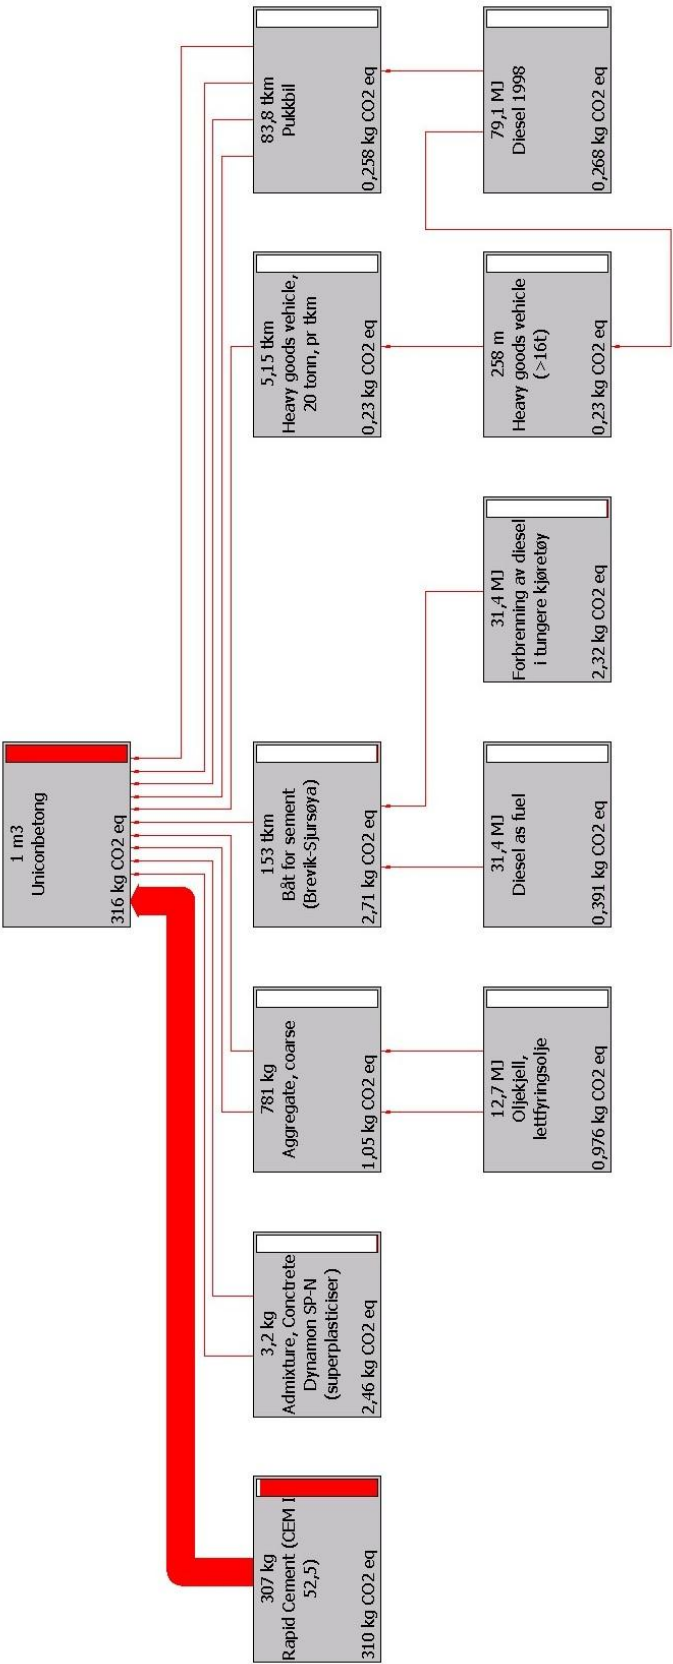 1 m3
Uniconbetong
316 kg CO2 eq
307 kg
Rapid Cement (CEM I
52,5)
310 kg CO2 eq
3,2 kg
Admixture, Conctrete
Dynamon SP-N
(superplasticiser)
2,46 kg CO2 eq
781 kg
Aggregate, coarse
1,05 kg CO2 eq
153 tkm
Båt for sement
(Brevik-Sjursøya)
2,71 kg CO2 eq
5,15 tkm
Heavy goods vehicle,
20 tonn, pr tkm
0,23 kg CO2 eq
83,8 tkm
Pukkbil
0,258 kg CO2 eq
12,7 MJ
Oljekjell,
lettfyringsolje
0,976 kg CO2 eq
31,4 MJ
Diesel as fuel
0,391 kg CO2 eq
31,4 MJ
Forbrenning av diesel
i tungere kjøretøy
2,32 kg CO2 eq
258 m
Heavy goods vehicle
(>16t)
0,23 kg CO2 eq
79,1 MJ
Diesel 1998
0,268 kg CO2 eq